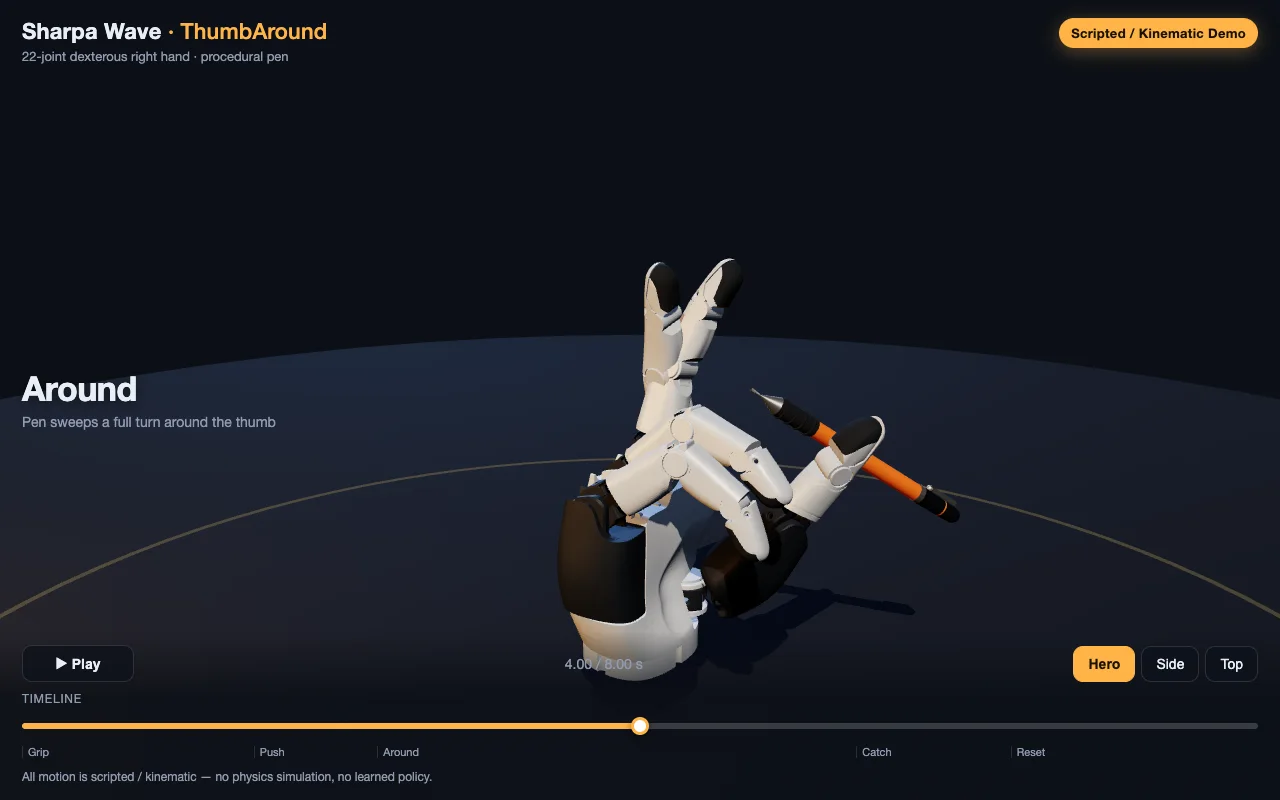 Sharpa Wave · ThumbAround
22-joint dexterous right hand · procedural pen
Scripted / Kinematic Demo
Around
Pen sweeps a full turn around the thumb
Play
4.00 / 8.00 s
Hero
Side
Top
TIMELINE
Grip
Push
Around
Catch
Reset
All motion is scripted / kinematic — no physics simulation, no learned policy.